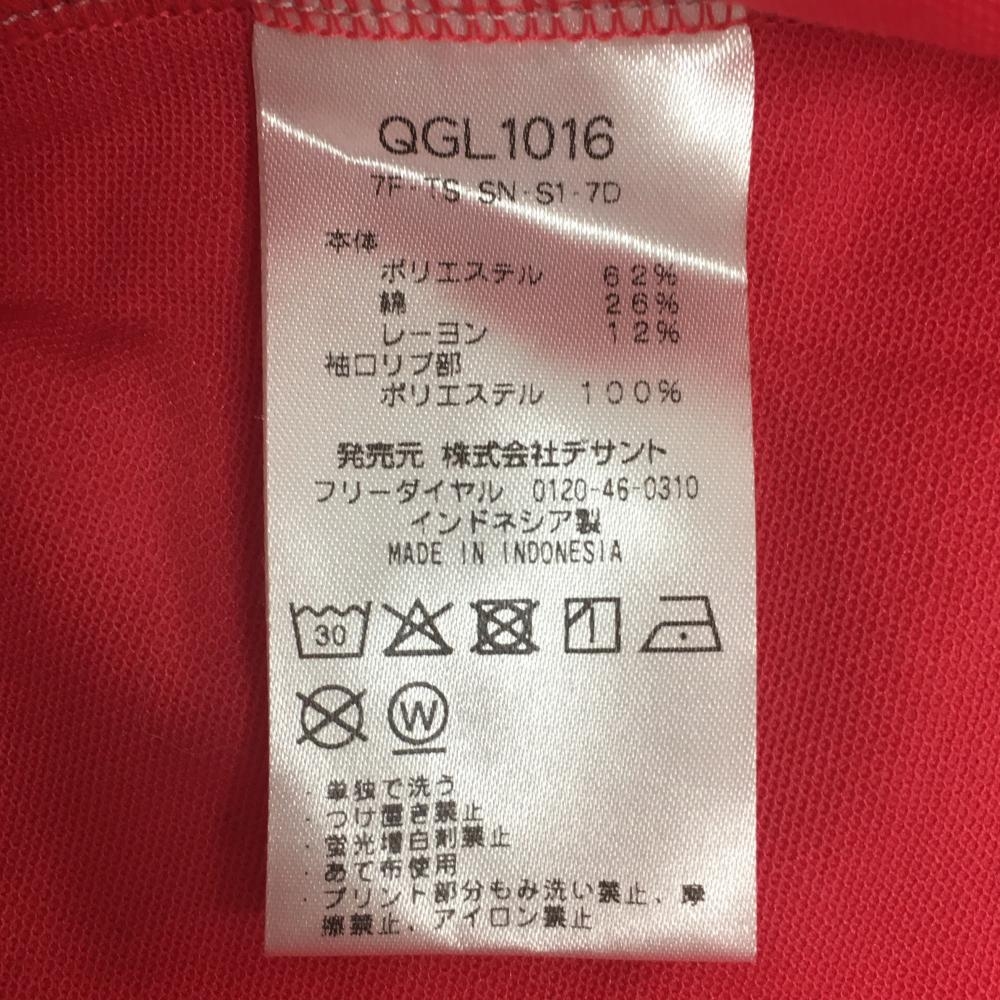 QGL1016
7F-TS SN-S1-7D
本体
ポリエステル 62%
綿 26%
レーヨン 12%
袖口リブ部
ポリエステル 100%
発売元 株式会社デサント
フリーダイヤル 0120-46-0310
インドネシア製
MADE IN INDONESIA
30
W
・単独で洗う
・つけ置き禁止
・蛍光増白剤禁止
・あて布使用
・プリント部分もみ洗い禁止、摩
擦禁止、アイロン禁止